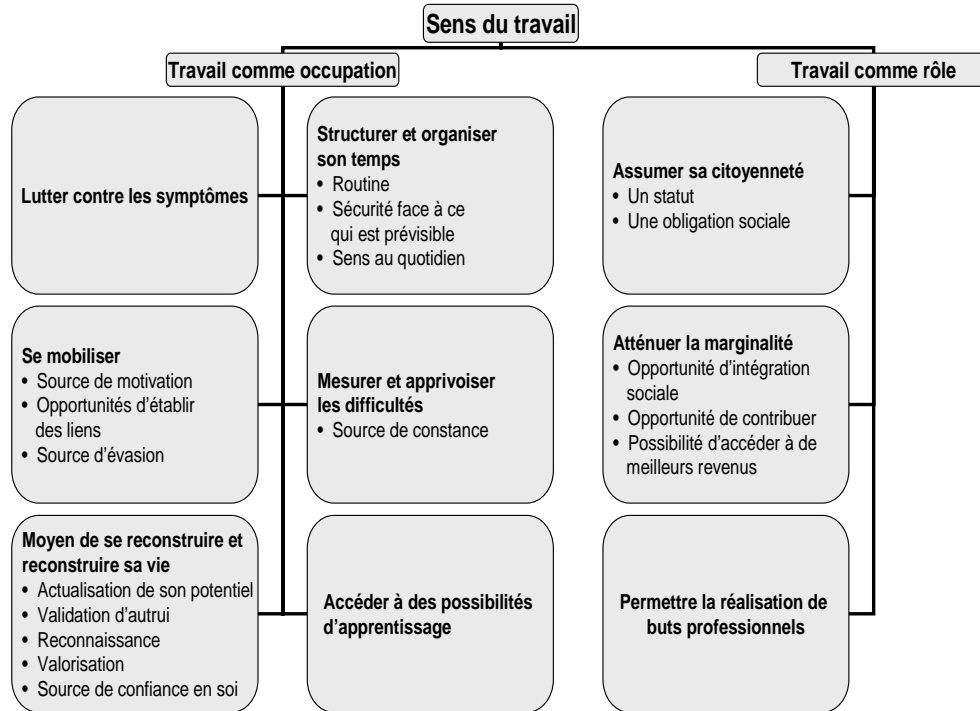 Sens du travail
Travail comme occupation
Travail comme rôle
Lutter contre les symptômes
Structurer et organiser
son temps
• Routine
• Sécurité face à ce
qui est prévisible
• Sens au quotidien
Assumer sa citoyenneté
• Un statut
• Une obligation sociale
Se mobiliser
• Source de motivation
• Opportunités d'établir
des liens
• Source d'évasion
Mesurer et apprivoiser
les difficultés
• Source de constance
Atténuer la marginalité
• Opportunité d'intégration
sociale
• Opportunité de contribuer
• Possibilité d'accéder à de
meilleurs revenus
Moyen de se reconstruire et
reconstruire sa vie
• Actualisation de son potentiel
• Validation d'autrui
• Reconnaissance
• Valorisation
• Source de confiance en soi
Accéder à des possibilités
d'apprentissage
Permettre la réalisation de
buts professionnels